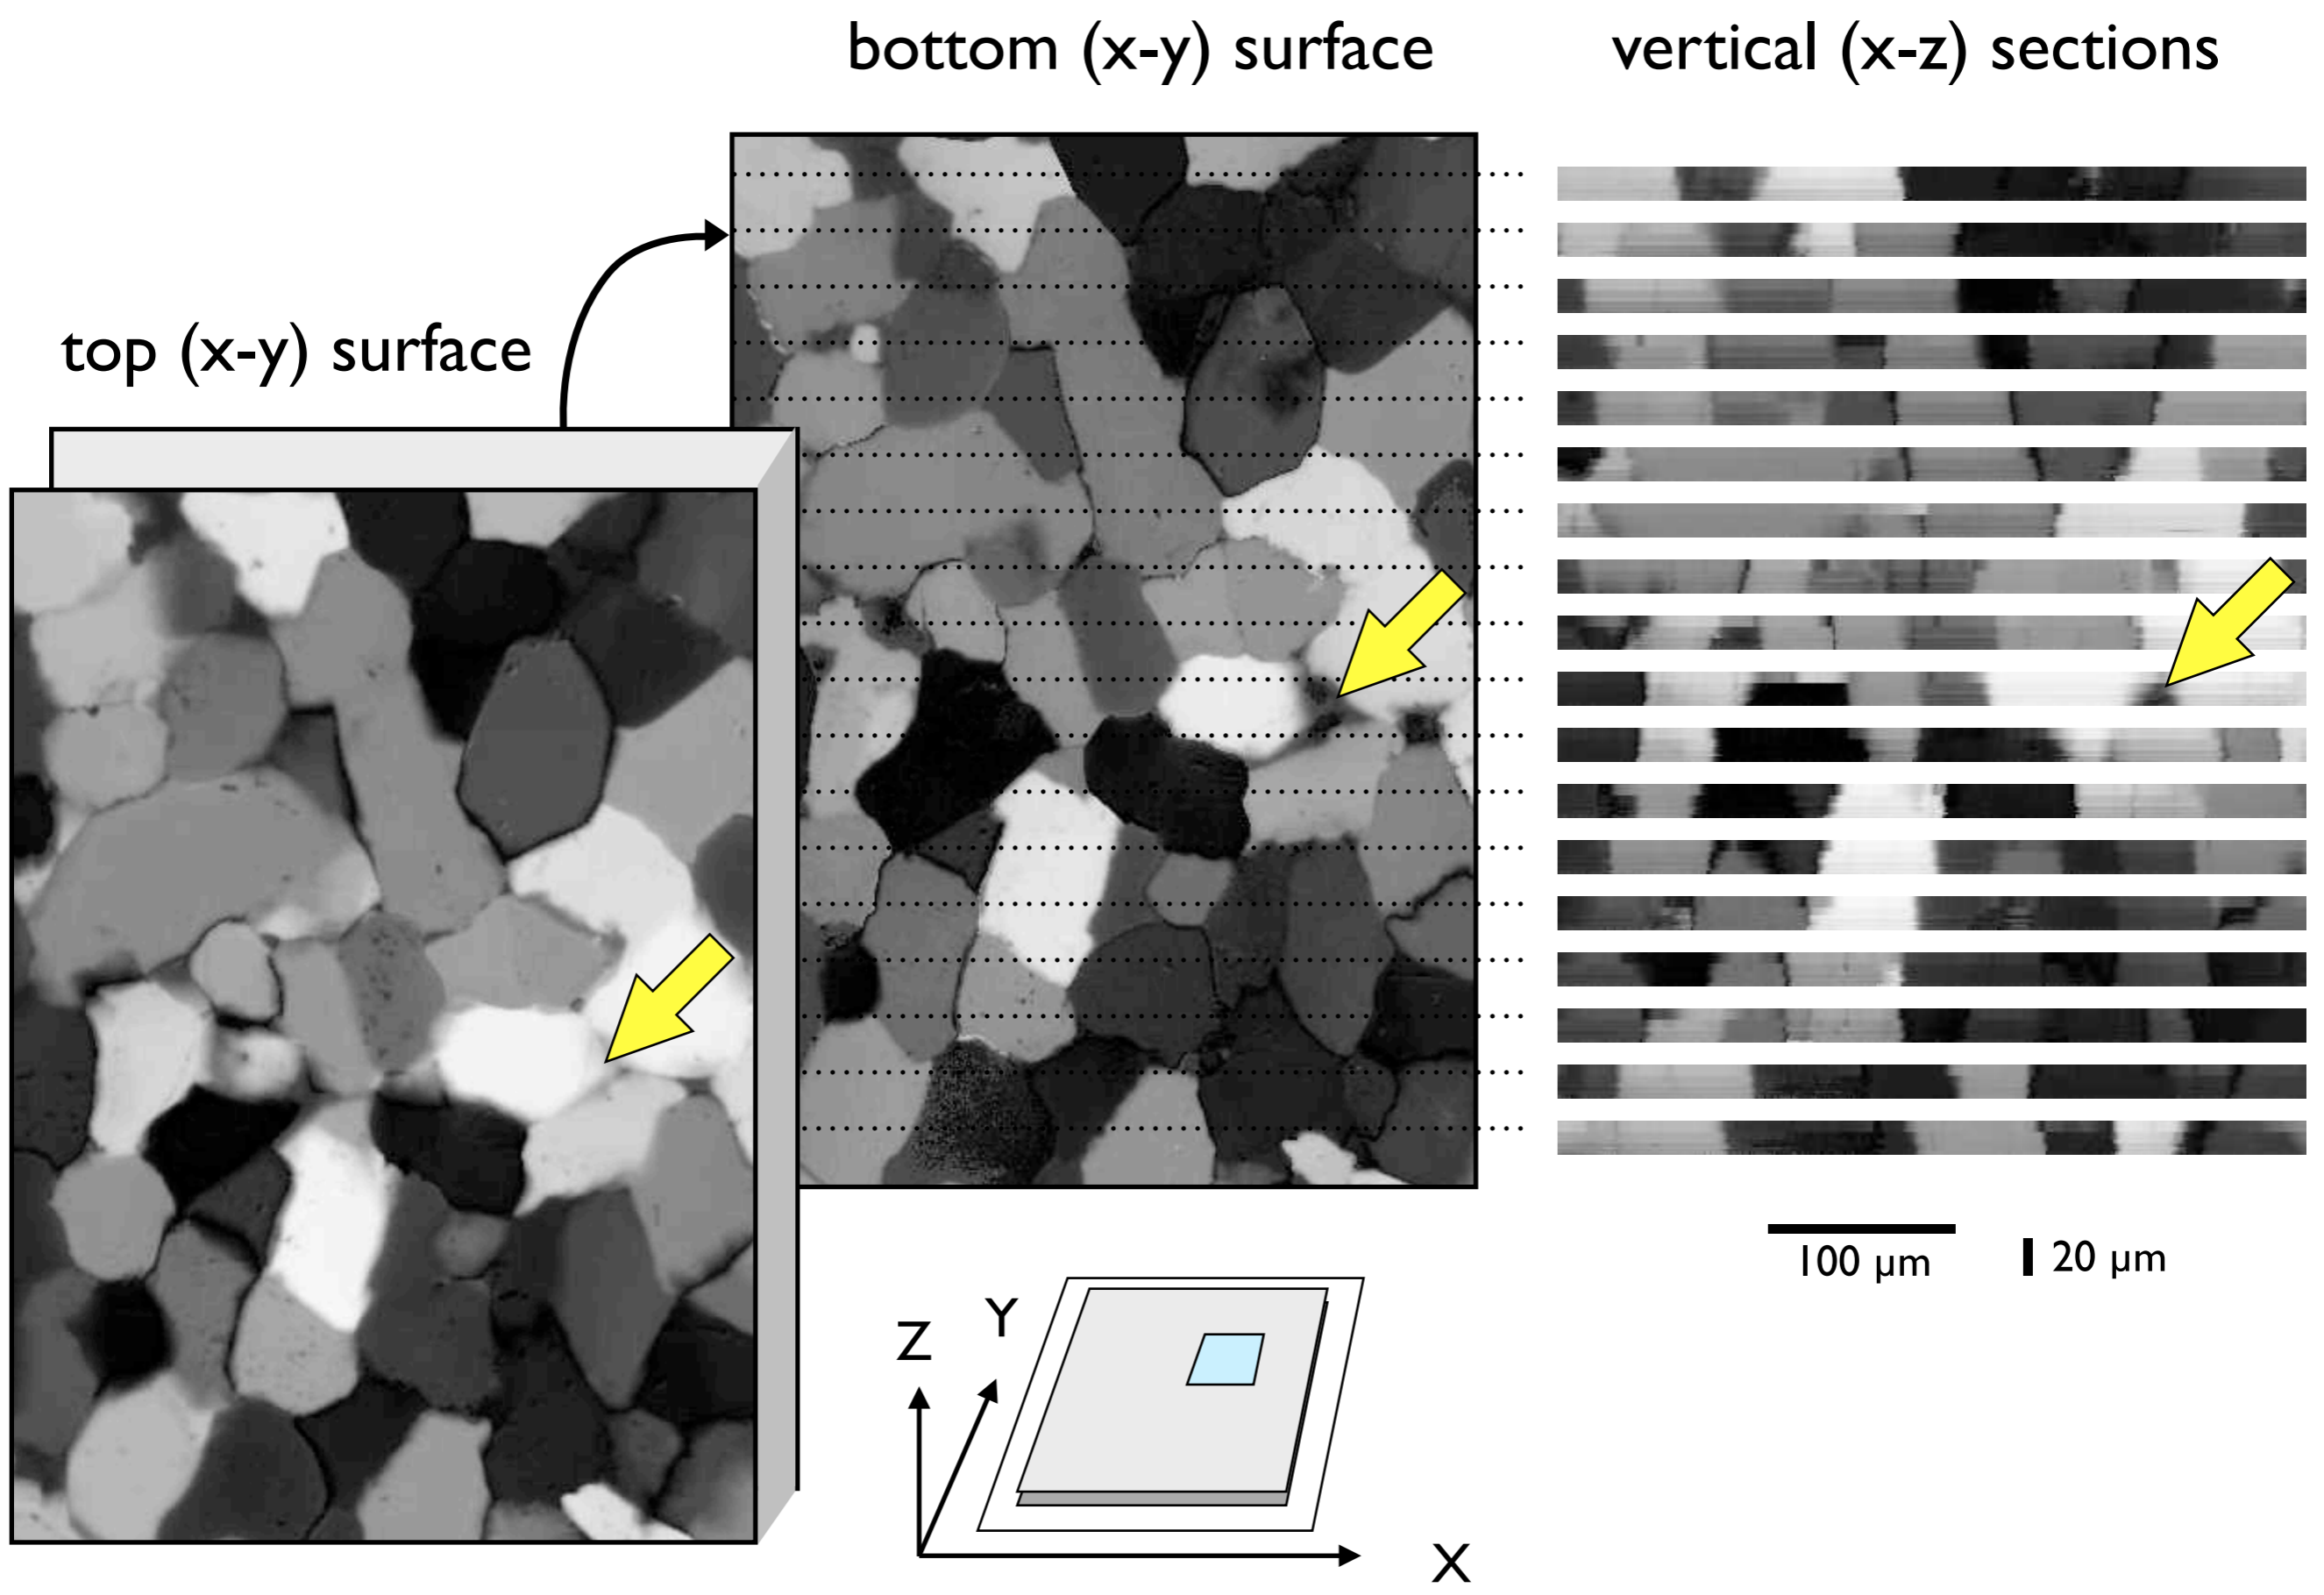 bottom (x-y) surface
vertical (x-z) sections
top (x-y) surface
100 µm
20 µm
Z
Y
X